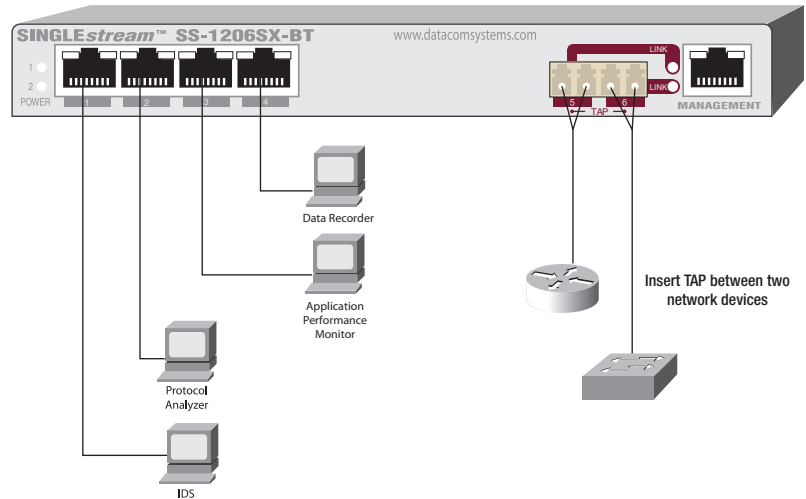 SINGLEstream™ SS-1206SX-BT
www.datacomsystems.com
LINK
1
2
LINK
POWER
1
2
3
4
5
6
MANAGEMENT
TAP
Data Recorder
Insert TAP between two
network devices
Application
Performance
Monitor
Protocol
Analyzer
IDS